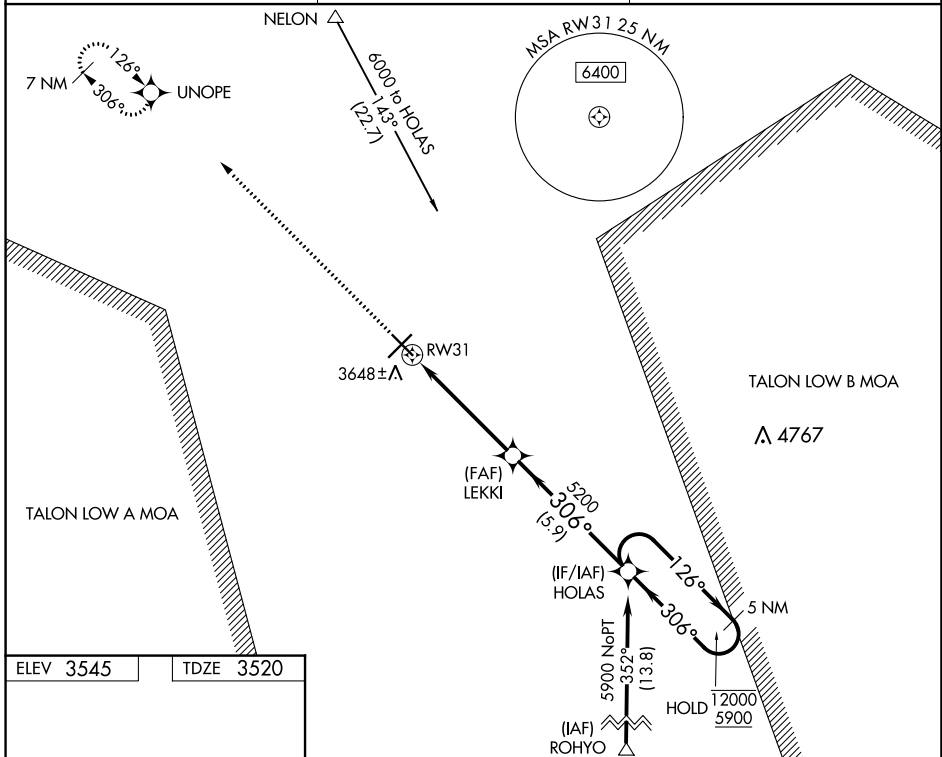 NELON
MSA RW31 25 NM
6400
126°
7 NM
306°
UNOPE
6000 to HOLAS
143°
(22.7)
RW31
3648±
TALON LOW B MOA
4767
(FAF)
LEKKI
5200
306°
(5.9)
TALON LOW A MOA
(IF/IAF)
HOLAS
126°
306°
5 NM
5900 NoPT
352°
(13.8)
HOLD
12000
5900
(IAF)
ROHYO
ELEV 3545
TDZE 3520